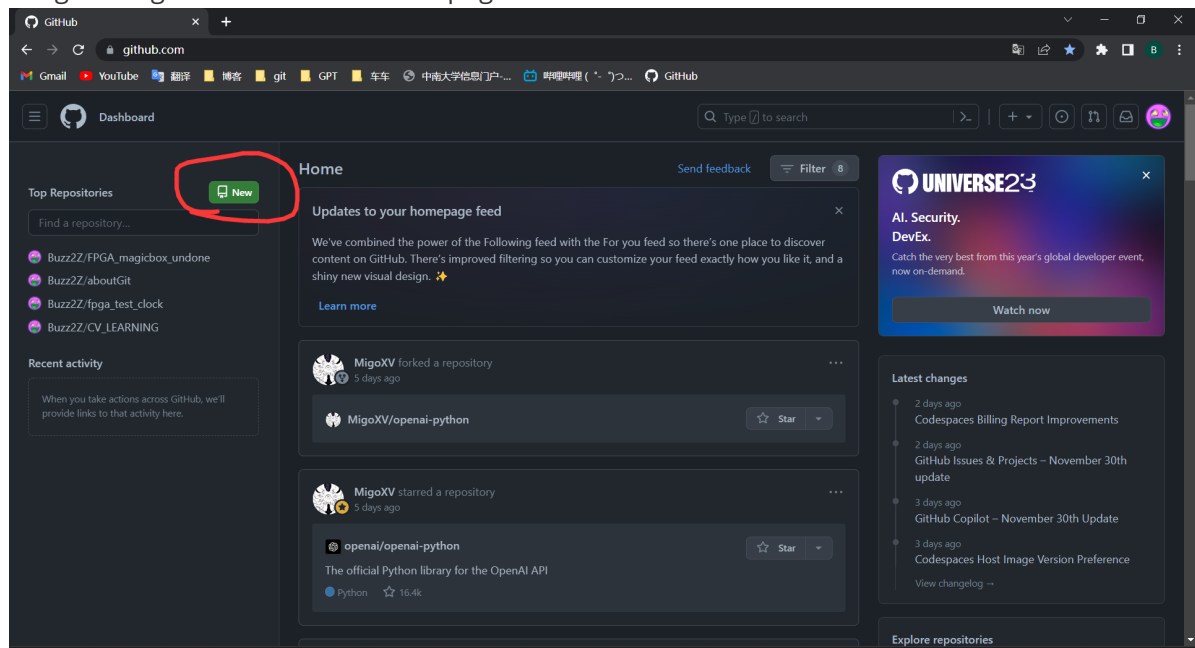 GitHub
github.com
B
Gmail YouTube 翻译 博客 git GPT 车车 中南大学信息门户-... 哔哩哔哩 ( ゜- ゜)つ... GitHub
Dashboard
Type / to search
Top Repositories
New
Find a repository...
Buzz2Z/FPGA_magicbox_undone
Buzz2Z/aboutGit
Buzz2Z/fpga_test_clock
Buzz2Z/CV_LEARNING
Recent activity
When you take actions across GitHub, we'll
provide links to that activity here.
Home
Send feedback
Filter 8
Updates to your homepage feed
We've combined the power of the Following feed with the For you feed so there's one place to discover
content on GitHub. There's improved filtering so you can customize your feed exactly how you like it, and a
shiny new visual design. ✨
Learn more
MigoXV forked a repository
5 days ago
MigoXV/openai-python
Star
MigoXV starred a repository
5 days ago
openai/openai-python
Star
The official Python library for the OpenAI API
Python 16.4k
UNIVERSE23
AI. Security.
DevEx.
Catch the very best from this year's global developer event,
now on-demand.
Watch now
Latest changes
2 days ago
Codespaces Billing Report Improvements
2 days ago
GitHub Issues & Projects – November 30th
update
3 days ago
GitHub Copilot – November 30th Update
3 days ago
Codespaces Host Image Version Preference
View changelog →
Explore repositories